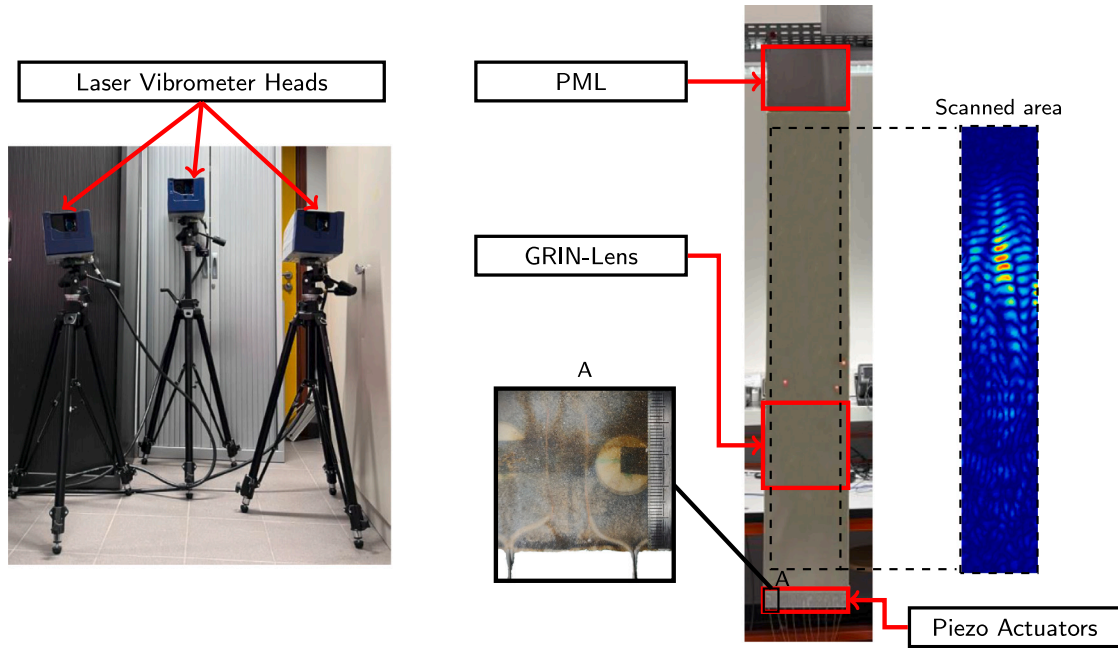 Laser Vibrometer Heads
PML
Scanned area
GRIN-Lens
A
A
Piezo Actuators